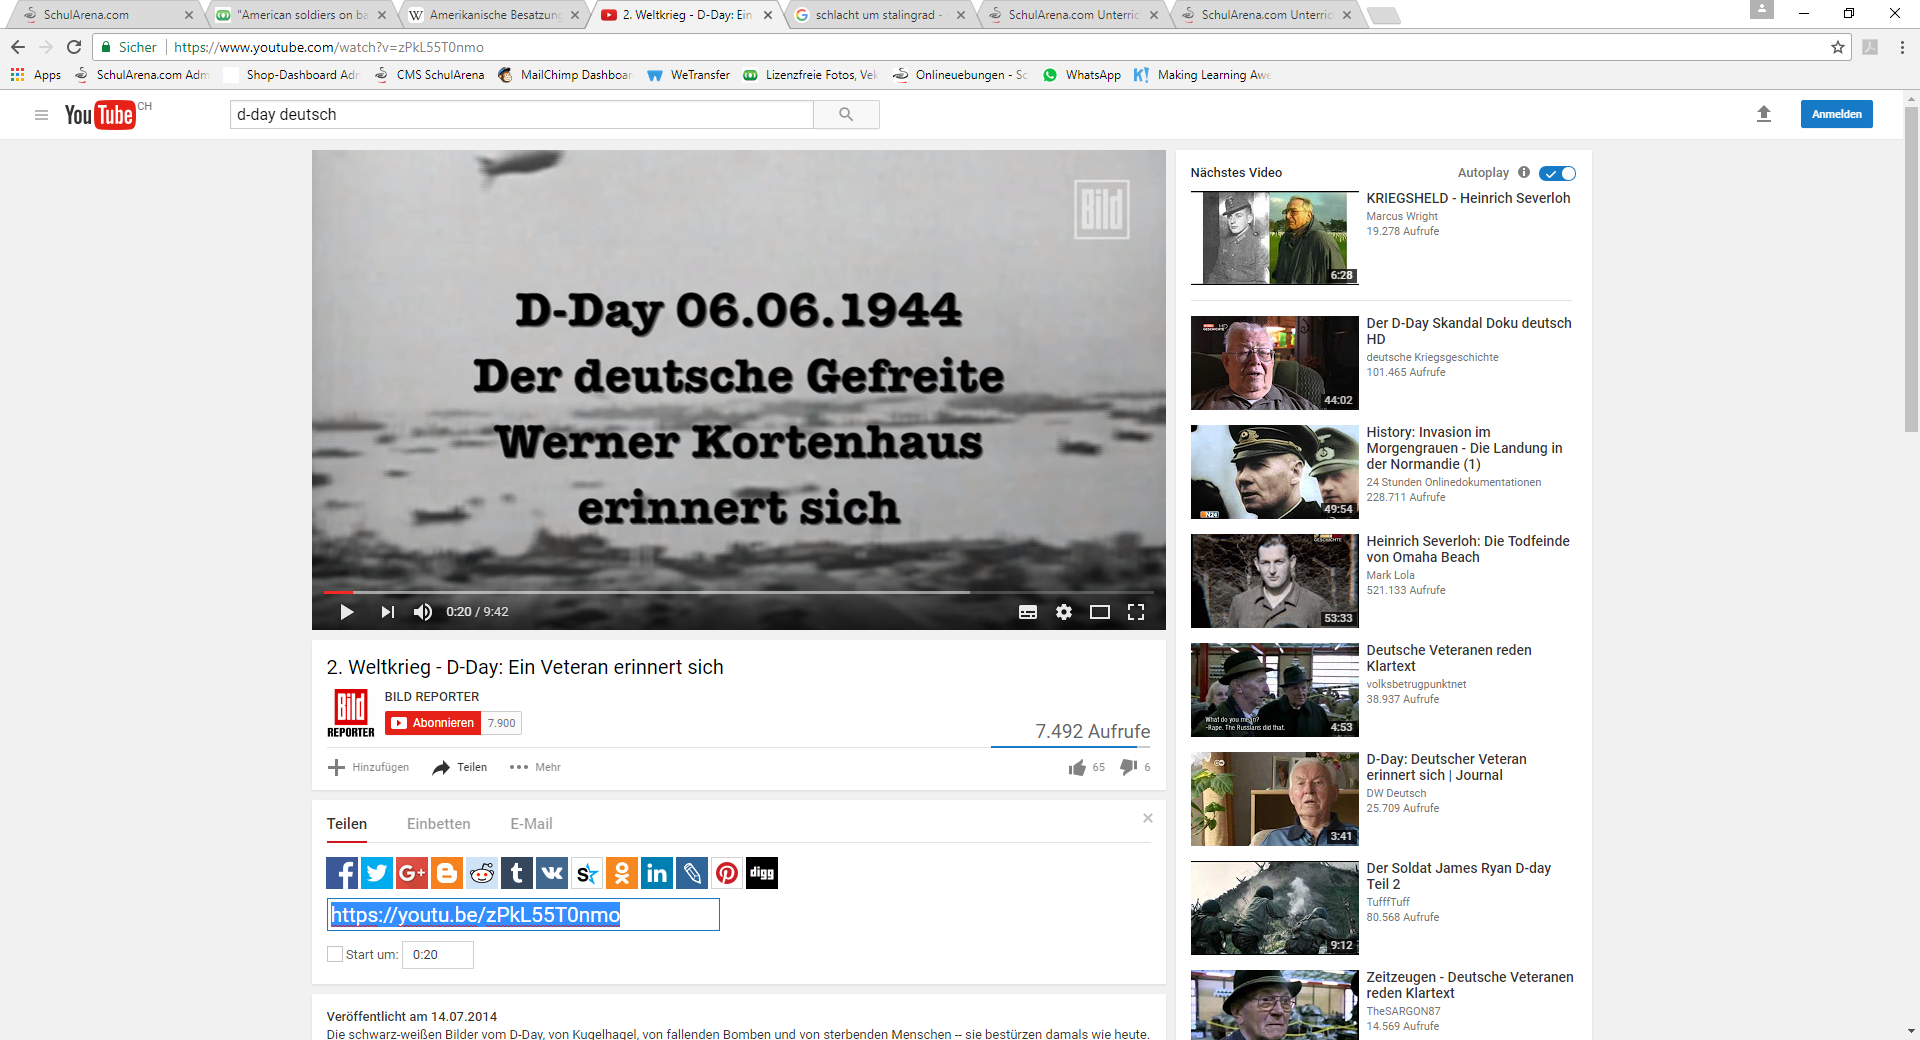 SchulArena.com
"American soldiers on ba
Amerikanische Besatzung
2. Weltkrieg - D-Day: Ein
schlacht um stalingrad -
SchulArena.com Unterric
SchulArena.com Unterric
Sicher
https://www.youtube.com/watch?v=zPkL55T0nmo
Apps
SchulArena.com Adm
Shop-Dashboard Adm
CMS SchulArena
MailChimp Dashboar
WeTransfer
Lizenzfreie Fotos, Vek
Onlineuebungen - Sc
WhatsApp
Making Learning Awe
YouTube CH
d-day deutsch
Anmelden
Bild
D-Day 06.06.1944
Der deutsche Gefreite
Werner Kortenhaus
erinnert sich
0:20 / 9:42
2. Weltkrieg - D-Day: Ein Veteran erinnert sich
Bild
REPORTER
BILD REPORTER
Abonnieren 7.900
7.492 Aufrufe
Hinzufügen
Teilen
Mehr
65
6
Teilen
Einbetten
E-Mail
digg
https://youtu.be/zPkL55T0nmo
Start um: 0:20
Veröffentlicht am 14.07.2014
Die schwarz-weißen Bilder vom D-Day, von Kugelhagel, von fallenden Bomben und von sterbenden Menschen -- sie bestürzen damals wie heute.
Nächstes Video
Autoplay
KRIEGSHELD - Heinrich Severloh
Marcus Wright
19.278 Aufrufe
6:28
Der D-Day Skandal Doku deutsch
HD
deutsche Kriegsgeschichte
101.465 Aufrufe
44:02
History: Invasion im
Morgengrauen - Die Landung in
der Normandie (1)
24 Stunden Onlinedokumentationen
228.711 Aufrufe
N24
49:54
Heinrich Severloh: Die Todfeinde
von Omaha Beach
Mark Lola
521.133 Aufrufe
53:33
Deutsche Veteranen reden
Klartext
volksbetrugpunktnet
38.937 Aufrufe
What do you mean?
-Rape. The Russians did that.
4:53
D-Day: Deutscher Veteran
erinnert sich | Journal
DW Deutsch
25.709 Aufrufe
3:41
Der Soldat James Ryan D-day
Teil 2
TufffTuff
80.568 Aufrufe
9:12
Zeitzeugen - Deutsche Veteranen
reden Klartext
TheSARGON87
14.569 Aufrufe